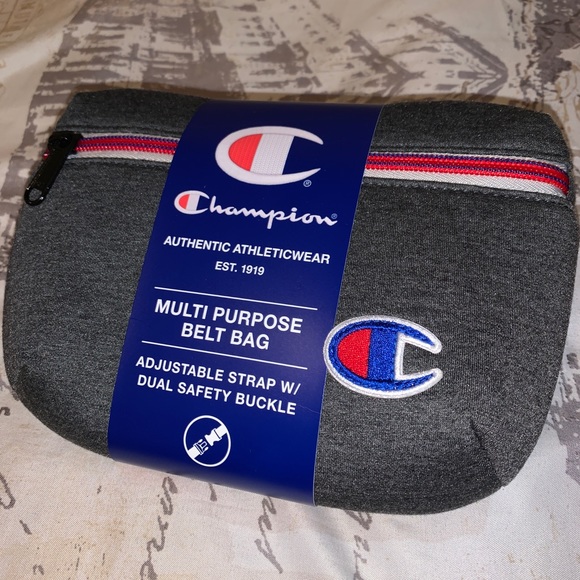 ®
Champion®
AUTHENTIC ATHLETICWEAR
EST. 1919
MULTI PURPOSE
BELT BAG
ADJUSTABLE STRAP W/
DUAL SAFETY BUCKLE